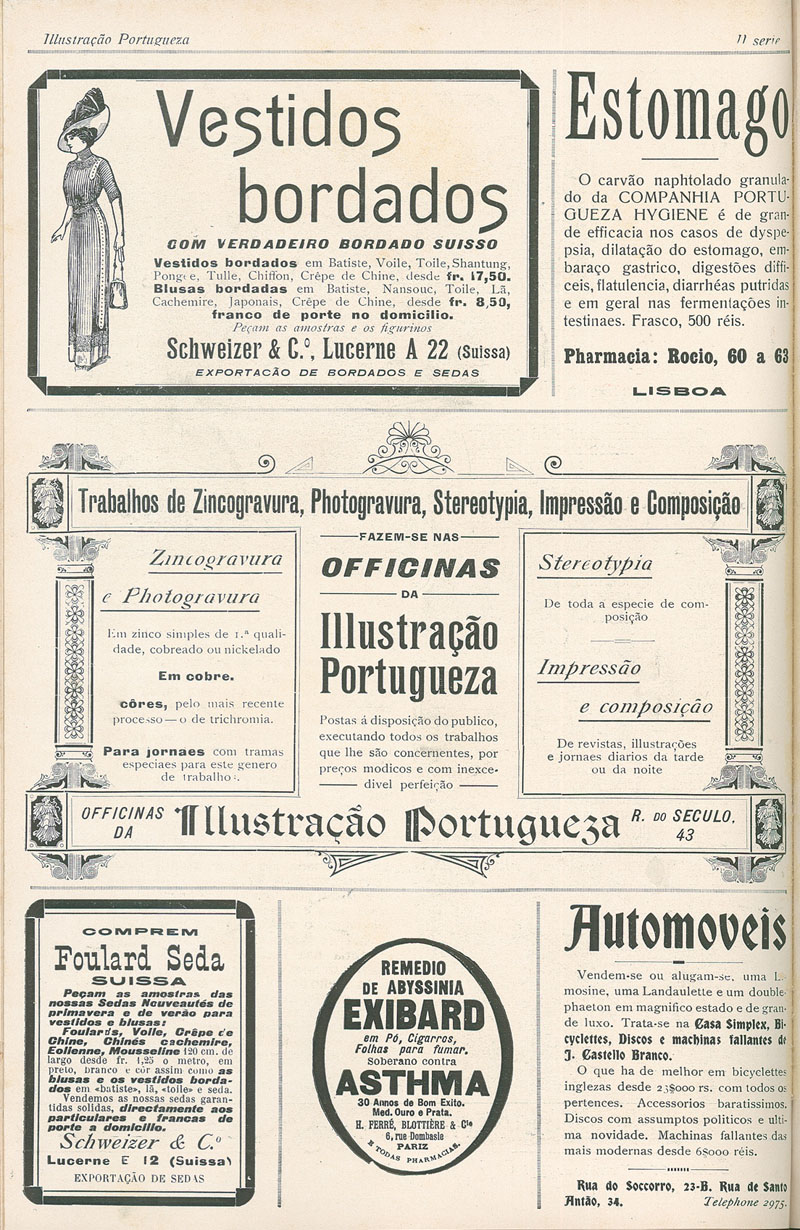 Illustração Portugueza
II serie
Vestidos
bordados
COM VERDADEIRO BORDADO SUISSO
Vestidos bordados em Batiste, Voile, Toile, Shantung,
Pongée, Tulle, Chiffon, Crêpe de Chine, desde fr. 17,50.
Blusas bordadas em Batiste, Nansouc, Toile, Lã,
Cachemire, Japonais, Crêpe de Chine, desde fr. 8,50,
franco de porte no domicilio.
Peçam as amostras e os figurinos
Schweizer & C.º, Lucerne A 22 (Suissa)
EXPORTACÃO DE BORDADOS E SEDAS
Estomago
O carvão naphtolado granula-
do da COMPANHIA PORTU-
GUEZA HYGIENE é de gran-
de efficacia nos casos de dyspe-
psia, dilatação do estomago, em-
baraço gastrico, digestões diffi-
ceis, flatulencia, diarrhéas putridas
e em geral nas fermentações in-
testinaes. Frasco, 500 réis.
Pharmacia: Rocio, 60 a 63
LISBOA
Trabalhos de Zincogravura, Photogravura, Stereotypia, Impressão e Composição
Zincogravura
e Photogravura
Em zinco simples de 1.ª quali-
dade, cobreado ou nickelado
Em cobre.
côres, pelo mais recente
processo—o de trichromia.
Para jornaes com tramas
especiaes para este genero
de trabalhos.
FAZEM-SE NAS
OFFICINAS
DA
Illustração
Portugueza
Postas á disposição do publico,
executando todos os trabalhos
que lhe são concernentes, por
preços modicos e com inexce-
divel perfeição
Stereotypia
De toda a especie de com-
posição
Impressão
e composição
De revistas, illustrações
e jornaes diarios da tarde
ou da noite
OFFICINAS
DA
Illustração Portugueza
R. DO SECULO,
43
COMPREM
Foulard Seda
SUISSA
Peçam as amostras das
nossas Sedas Nouveautés de
primavera e de verão para
vestidos e blusas:
Foulards, Voile, Crêpe de
Chine, Chinés cachemire,
Eolienne, Mousseline 120 cm. de
largo desde fr. 1,25 o metro, em
preto, branco e côr assim como as
blusas e os vestidos borda-
dos em «batiste», lã, «toile» e seda.
Vendemos as nossas sedas garan-
tidas solidas, directamente aos
particulares e francas de
porte a domicilio.
Schweizer & C.º
Lucerne E 12 (Suissa)
EXPORTAÇÃO DE SEDAS
REMEDIO
DE ABYSSINIA
EXIBARD
em Pó, Cigarros,
Folhas para fumar.
Soberano contra
ASTHMA
30 Annos de Bom Exito.
Med. Ouro e Prata.
H. FERRÉ, BLOTTIÈRE & Cie
6, rue Dombasle
PARIZ
E TODAS PHARMACIAS.
Automoveis
Vendem-se ou alugam-se, uma Li-
mosine, uma Landaulette e um double-
phaeton em magnifico estado e de gran-
de luxo. Trata-se na Casa Simplex, Bi-
cyclettes, Discos e machinas fallantes de
J. Castello Branco.
O que ha de melhor em bicyclettes
inglezas desde 23$000 rs. com todos os
pertences. Accessorios baratissimos.
Discos com assumptos politicos e ulti-
ma novidade. Machinas fallantes das
mais modernas desde 6$000 réis.
Rua do Soccorro, 23-B. Rua de Santo
Antão, 34.
Telephone 2975.